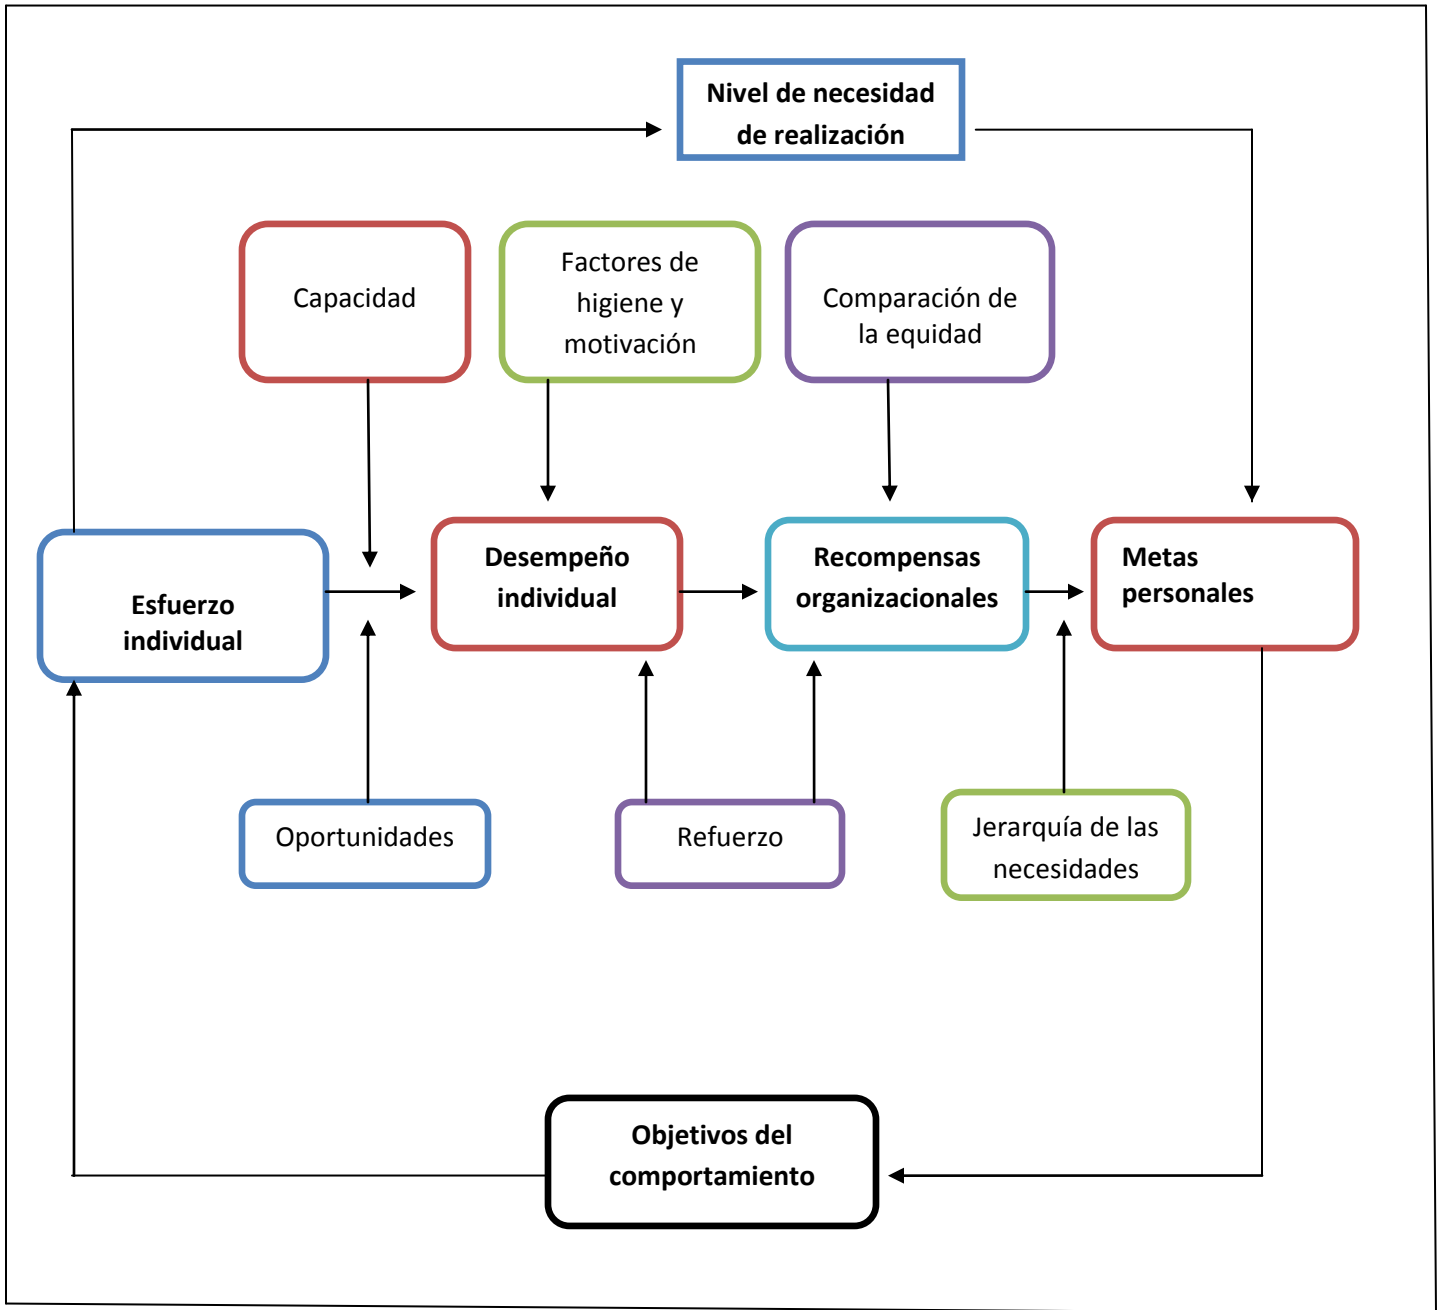 Nivel de necesidad
de realización
Capacidad
Factores de
higiene y
motivación
Comparación de
la equidad
Esfuerzo
individual
Desempeño
individual
Recompensas
organizacionales
Metas
personales
Oportunidades
Refuerzo
Jerarquía de las
necesidades
Objetivos del
comportamiento